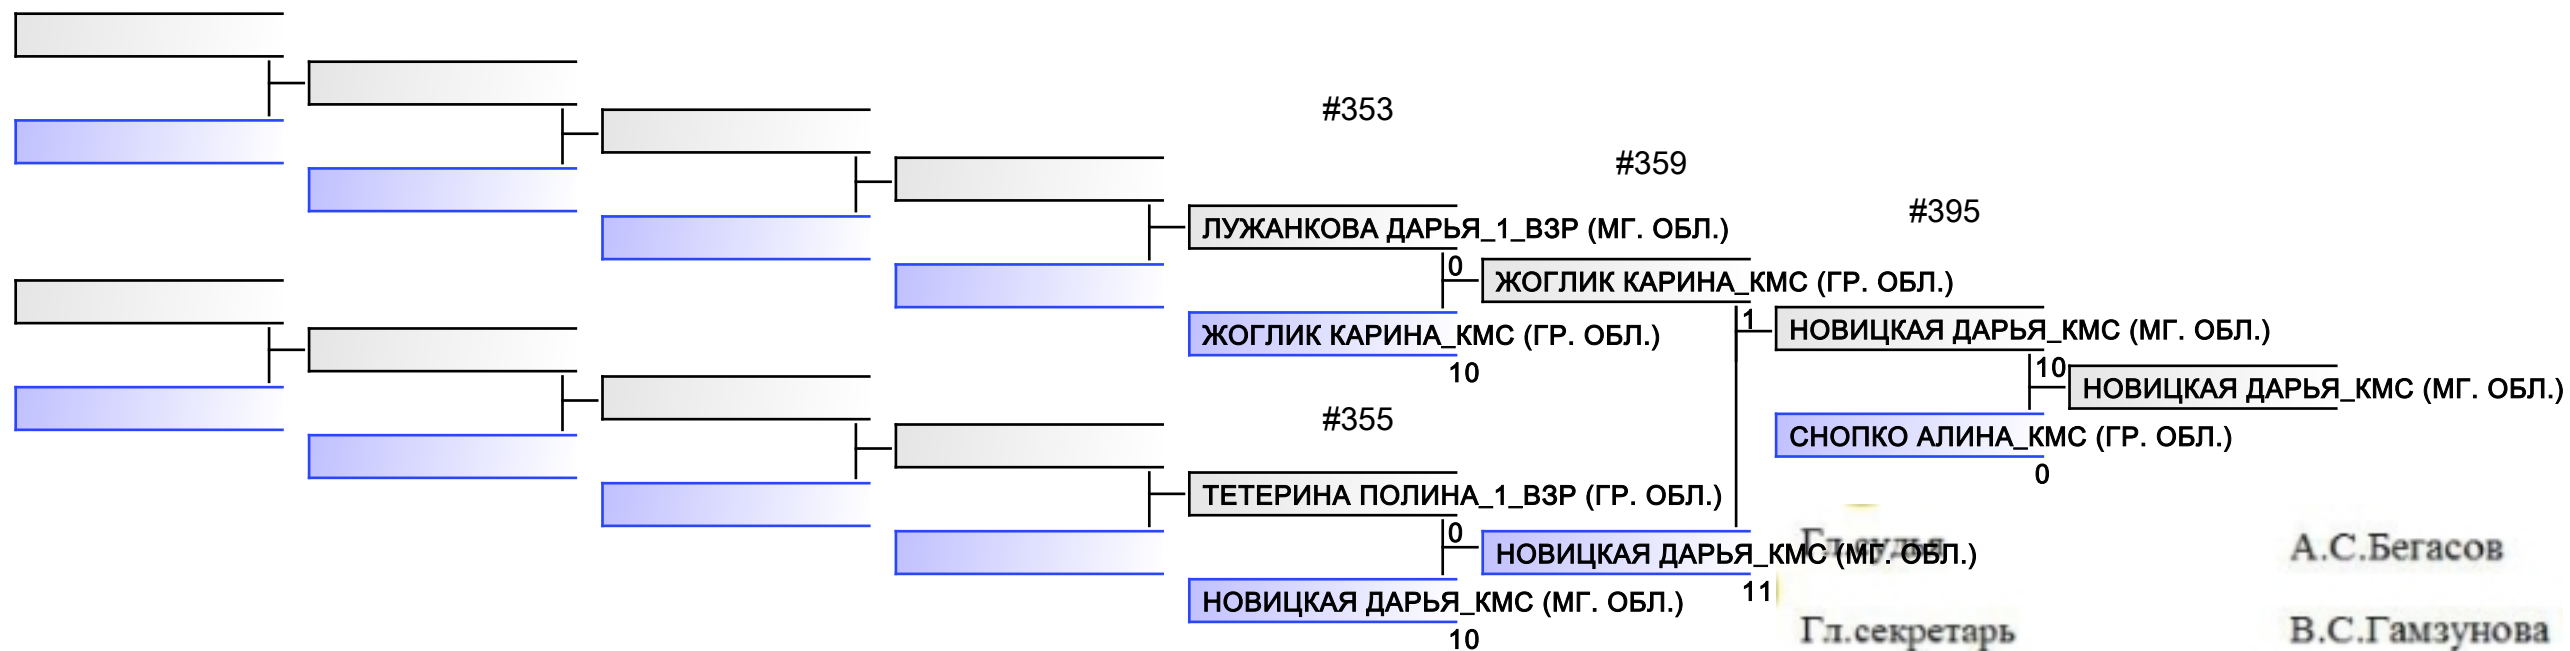 #353
#359
#395
ЛУЖАНКОВА ДАРЬЯ_1_ВЗР (МГ. ОБЛ.)
0
ЖОГЛИК КАРИНА_КМС (ГР. ОБЛ.)
1
НОВИЦКАЯ ДАРЬЯ_КМС (МГ. ОБЛ.)
ЖОГЛИК КАРИНА_КМС (ГР. ОБЛ.)
10
10
НОВИЦКАЯ ДАРЬЯ_КМС (МГ. ОБЛ.)
#355
СНОПКО АЛИНА_КМС (ГР. ОБЛ.)
0
ТЕТЕРИНА ПОЛИНА_1_ВЗР (ГР. ОБЛ.)
0
НОВИЦКАЯ ДАРЬЯ_КМС (МГ. ОБЛ.)
11
Гл.судья А.С.Бегасов
НОВИЦКАЯ ДАРЬЯ_КМС (МГ. ОБЛ.)
10
Гл.секретарь В.С.Гамзунова